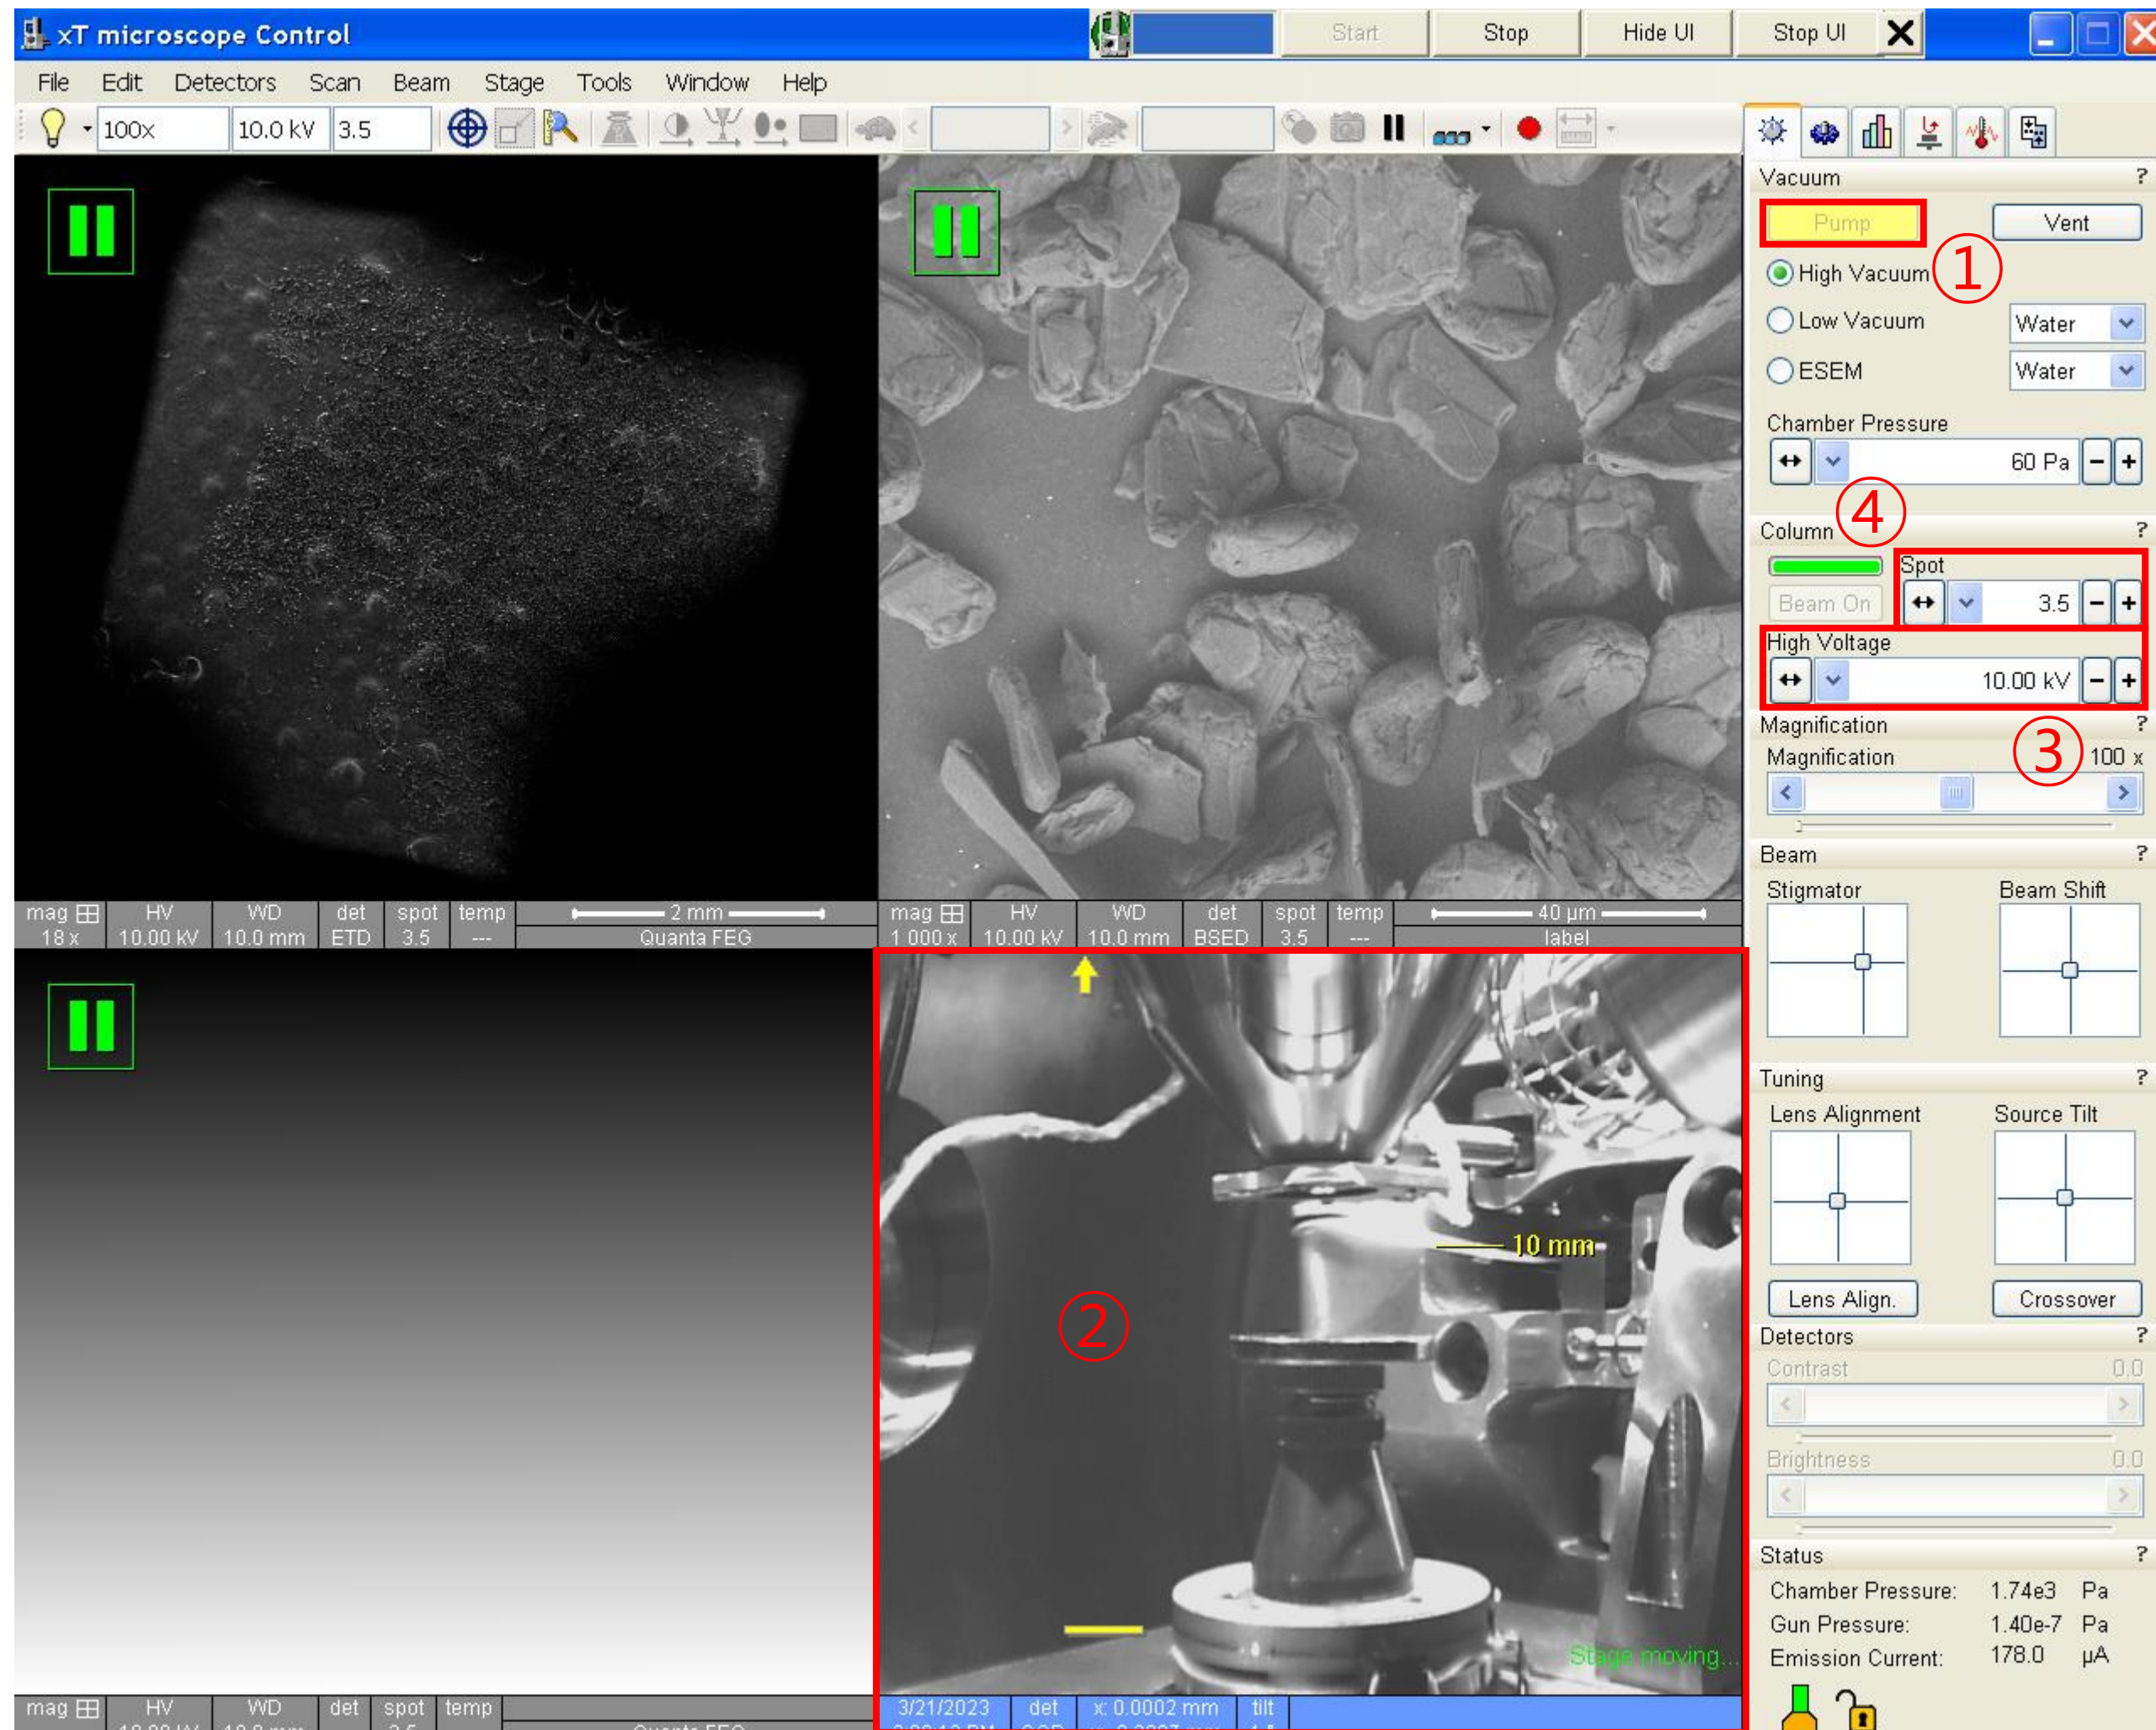 xT microscope Control
Start
Stop
Hide UI
Stop UI
File Edit Detectors Scan Beam Stage Tools Window Help
100x
10.0 kV
3.5
Vacuum ?
Pump
Vent
①
High Vacuum
Low Vacuum
Water
ESEM
Water
Chamber Pressure
60 Pa
④
Column ?
Spot
Beam On
3.5
High Voltage
10.00 kV
Magnification ?
③
Magnification 100 x
Beam ?
Stigmator Beam Shift
Tuning ?
Lens Alignment Source Tilt
Lens Align. Crossover
Detectors ?
Contrast 0.0
Brightness 0.0
Status ?
Chamber Pressure: 1.74e3 Pa
Gun Pressure: 1.40e-7 Pa
Emission Current: 178.0 µA
mag HV WD det spot temp 2 mm
18 x 10.00 kV 10.0 mm ETD 3.5 --- Quanta FEG
mag HV WD det spot temp 40 µm
1 000 x 10.00 kV 10.0 mm BSED 3.5 --- label
10 mm
②
Stage moving...
mag HV WD det spot temp
3/21/2023 det x: 0.0002 mm tilt